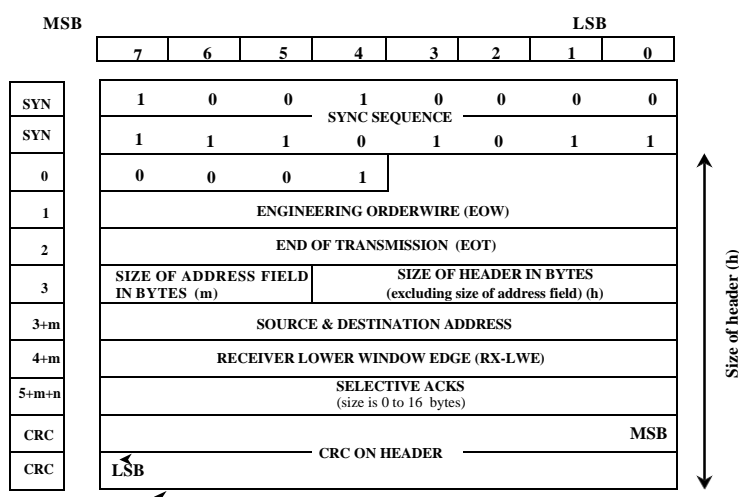 MSB LSB
7 6 5 4 3 2 1 0
SYN 1 0 0 1 0 0 0 0
SYNC SEQUENCE
SYN 1 1 1 0 1 0 1 1
0 0 0 0 1
1 ENGINEERING ORDERWIRE (EOW)
2 END OF TRANSMISSION (EOT)
3 SIZE OF ADDRESS FIELD SIZE OF HEADER IN BYTES
IN BYTES (m) (excluding size of address field) (h)
3+m SOURCE & DESTINATION ADDRESS
4+m RECEIVER LOWER WINDOW EDGE (RX-LWE)
5+m+n SELECTIVE ACKS
(size is 0 to 16 bytes)
CRC MSB
CRC ON HEADER
CRC LSB
Size of header (h)